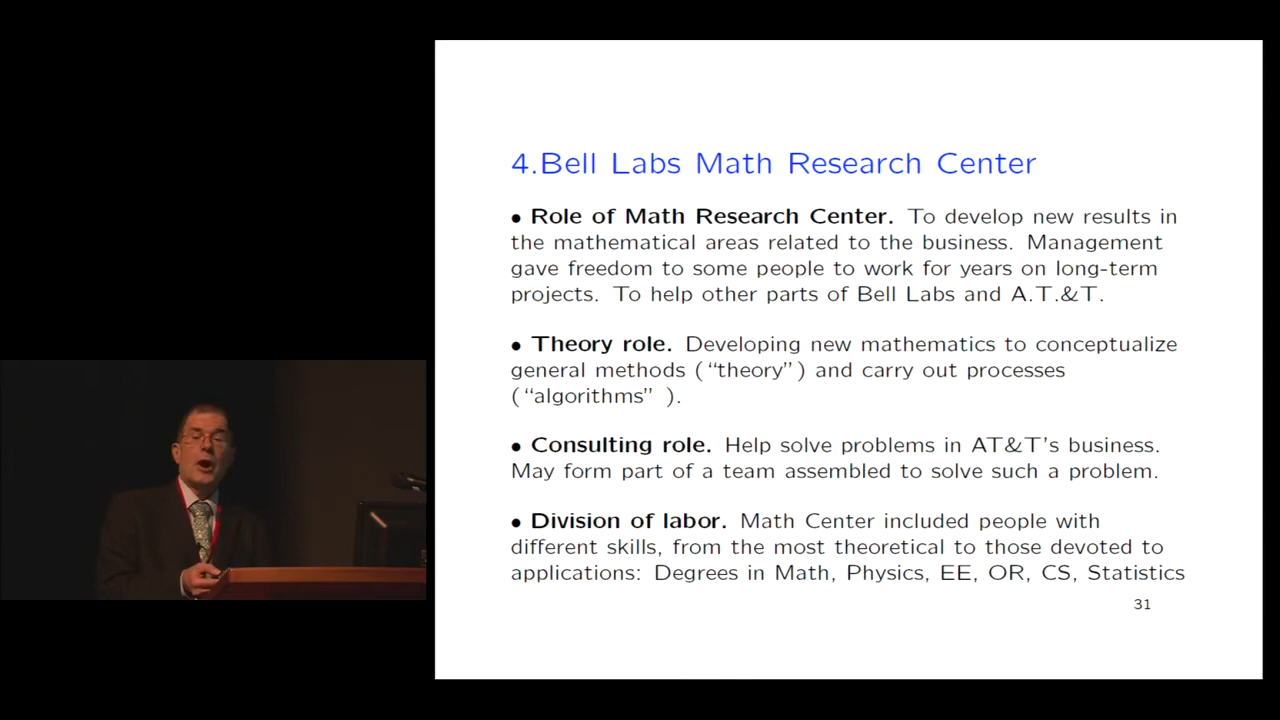 4.Bell Labs Math Research Center
• Role of Math Research Center. To develop new results in
the mathematical areas related to the business. Management
gave freedom to some people to work for years on long-term
projects. To help other parts of Bell Labs and A.T.&T.
• Theory role. Developing new mathematics to conceptualize
general methods (“theory”) and carry out processes
(“algorithms” ).
• Consulting role. Help solve problems in AT&T’s business.
May form part of a team assembled to solve such a problem.
• Division of labor. Math Center included people with
different skills, from the most theoretical to those devoted to
applications: Degrees in Math, Physics, EE, OR, CS, Statistics
31